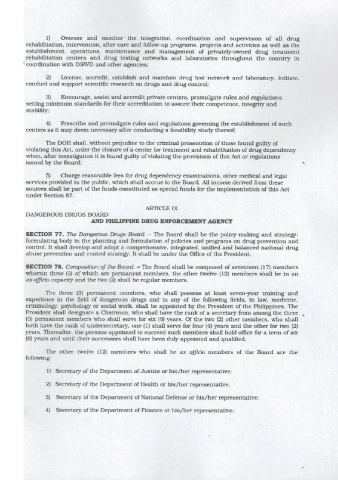 1) Oversee and monitor the integration, coordination and supervision of all drug
rehabilitation, intervention, after-care and follow-up programs, projects and activities as well as the
establishment, operations, maintenance and management of privately-owned drug treatment
rehabilitation centers and drug testing networks and laboratories throughout the country in
coordination with DSWD and other agencies;
2) License, accredit, establish and maintain drug test network and laboratory, initiate,
conduct and support scientific research on drugs and drug control;
3) Encourage, assist and accredit private centers, promulgate rules and regulations
setting minimum standards for their accreditation to assure their competence, integrity and
stability;
4) Prescribe and promulgate rules and regulations governing the establishment of such
centers as it may deem necessary after conducting a feasibility study thereof;
The DOH shall, without prejudice to the criminal prosecution of those found guilty of
violating this Act, order the closure of a center for treatment and rehabilitation of drug dependency
when, after investigation it is found guilty of violating the provisions of this Act or regulations
issued by the Board;
5) Charge reasonable fees for drug dependency examinations, other medical and legal
services provided to the public, which shall accrue to the Board. All income derived from these
sources shall be part of the funds constituted as special funds for the implementation of this Act
under Section 87.
ARTICLE IX
DANGEROUS DRUGS BOARD
AND PHILIPPINE DRUG ENFORCEMENT AGENCY
SECTION 77. The Dangerous Drugs Board. – The Board shall be the policy-making and strategy-
formulating body in the planning and formulation of policies and programs on drug prevention and
control. It shall develop and adopt a comprehensive, integrated, unified and balanced national drug
abuse prevention and control strategy. It shall be under the Office of the President.
SECTION 78. Composition of the Board. – The Board shall be composed of seventeen (17) members
wherein three (3) of which are permanent members, the other twelve (12) members shall be in an
ex officio capacity and the two (2) shall be regular members.
The three (3) permanent members, who shall possess at least seven-year training and
experience in the field of dangerous drugs and in any of the following fields, in law, medicine,
criminology, psychology or social work, shall be appointed by the President of the Philippines. The
President shall designate a Chairman, who shall have the rank of a secretary from among the three
(3) permanent members who shall serve for six (6) years. Of the two (2) other members, who shall
both have the rank of undersecretary, one (1) shall serve for four (4) years and the other for two (2)
years. Thereafter, the persons appointed to succeed such members shall hold office for a term of six
(6) years and until their successors shall have been duly appointed and qualified.
The other twelve (12) members who shall be ex officio members of the Board are the
following:
1) Secretary of the Department of Justice or his/her representative;
2) Secretary of the Department of Health or his/her representative;
3) Secretary of the Department of National Defense or his/her representative;
4) Secretary of the Department of Finance or his/her representative;